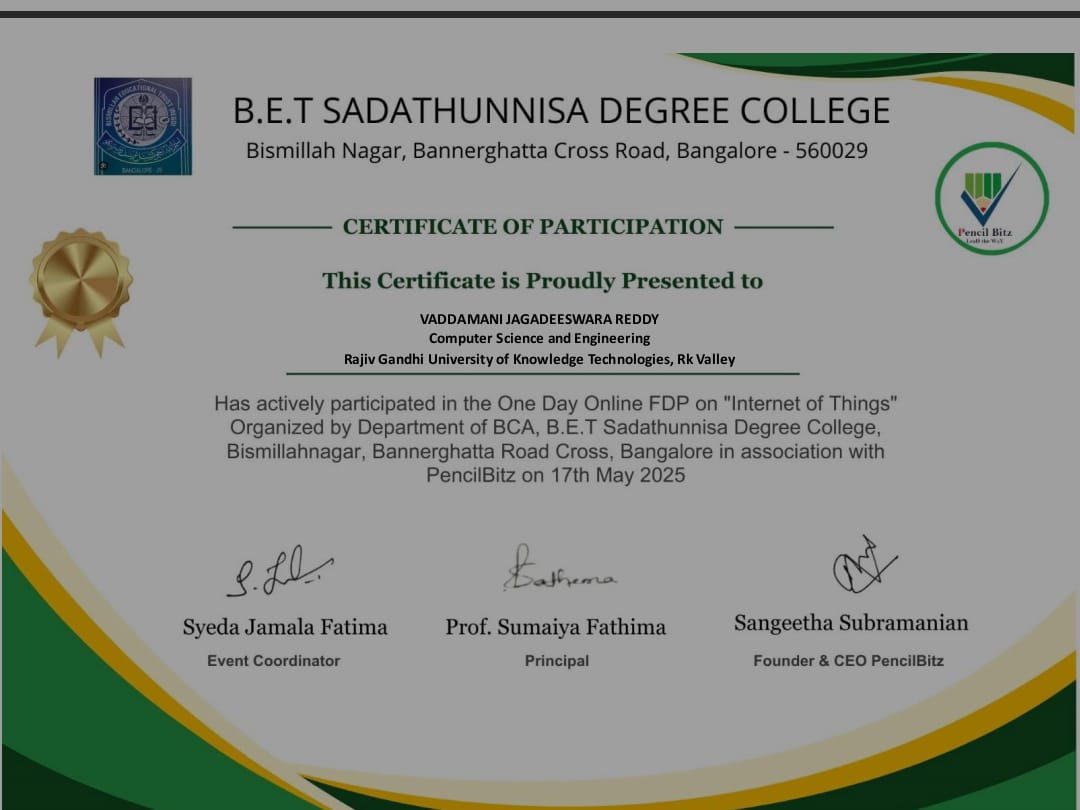 B.E.T SADATHUNNISA DEGREE COLLEGE
Bismillah Nagar, Bannerghatta Cross Road, Bangalore - 560029
BISMILLAH EDUCATIONAL TRUST
BANGALORE
Pencil Bitz
LeaD the WaY
CERTIFICATE OF PARTICIPATION
This Certificate is Proudly Presented to
VADDAMANI JAGADEESWARA REDDY
Computer Science and Engineering
Rajiv Gandhi University of Knowledge Technologies, Rk Valley
Has actively participated in the One Day Online FDP on "Internet of Things"
Organized by Department of BCA, B.E.T Sadathunnisa Degree College,
Bismillahnagar, Bannerghatta Road Cross, Bangalore in association with
PencilBitz on 17th May 2025
Syeda Jamala Fatima
Event Coordinator
Prof. Sumaiya Fathima
Principal
Sangeetha Subramanian
Founder & CEO PencilBitz